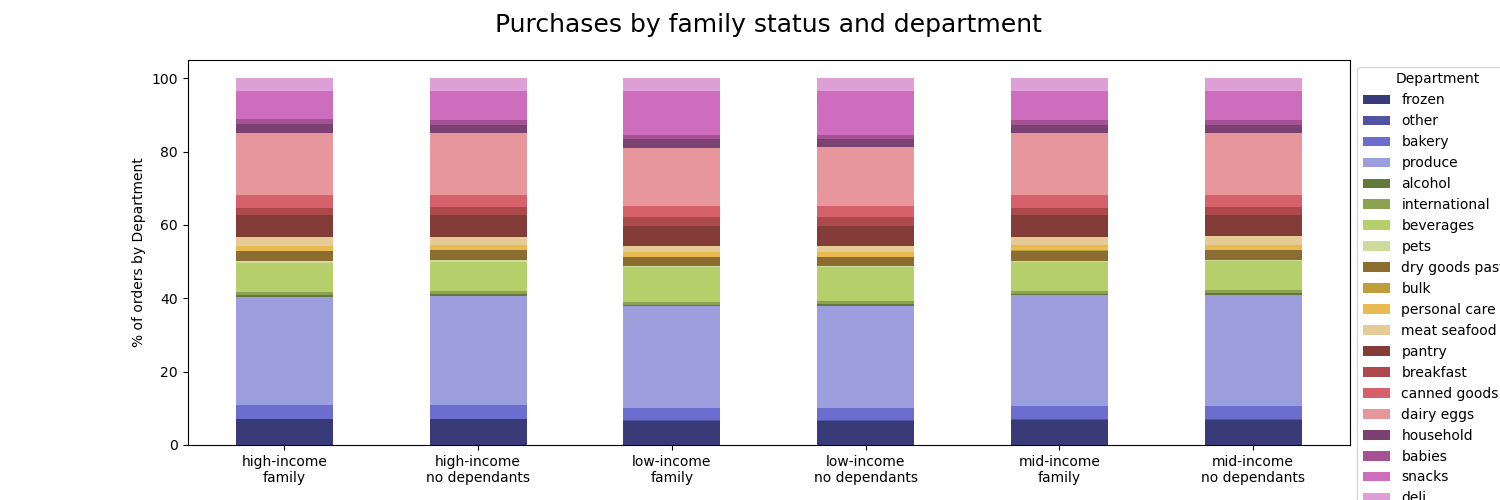 Purchases by family status and department
% of orders by Department
100
80
60
40
20
0
high-income
family
high-income
no dependants
low-income
family
low-income
no dependants
mid-income
family
mid-income
no dependants
Department
frozen
other
bakery
produce
alcohol
international
beverages
pets
dry goods past
bulk
personal care
meat seafood
pantry
breakfast
canned goods
dairy eggs
household
babies
snacks
deli